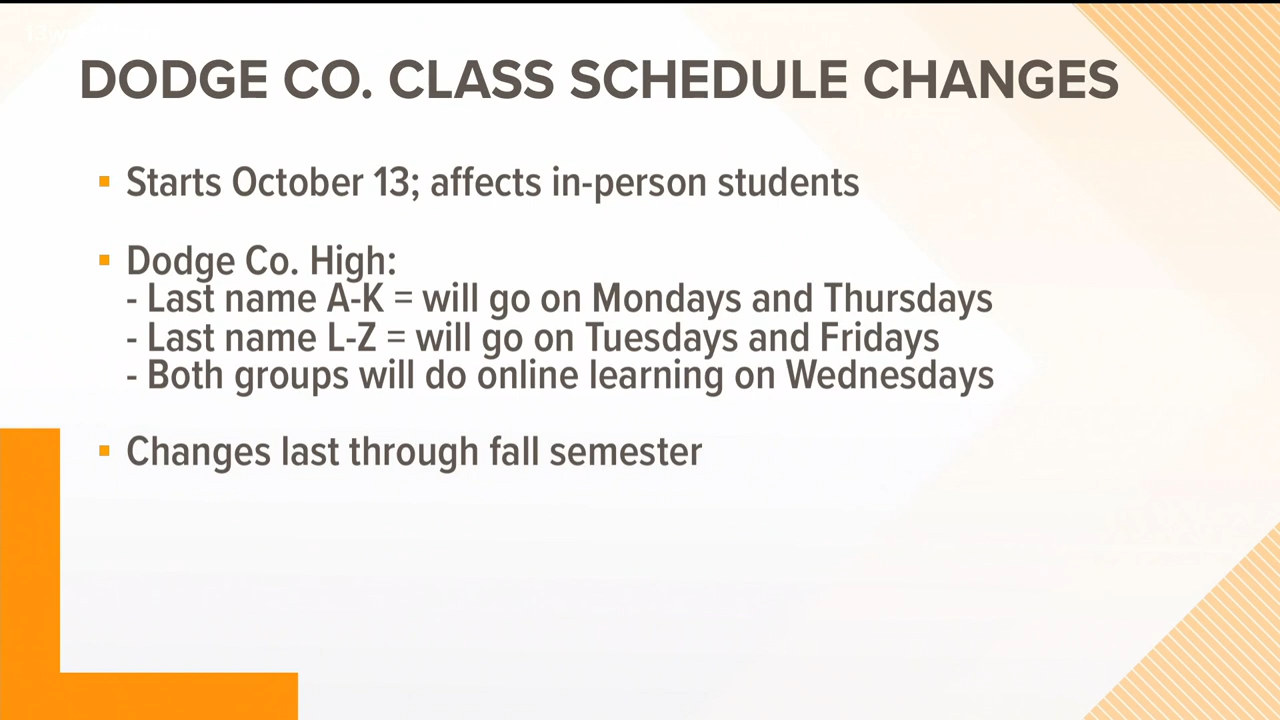 DODGE CO. CLASS SCHEDULE CHANGES
▪ Starts October 13; affects in-person students
▪ Dodge Co. High:
- Last name A-K = will go on Mondays and Thursdays
- Last name L-Z = will go on Tuesdays and Fridays
- Both groups will do online learning on Wednesdays
▪ Changes last through fall semester